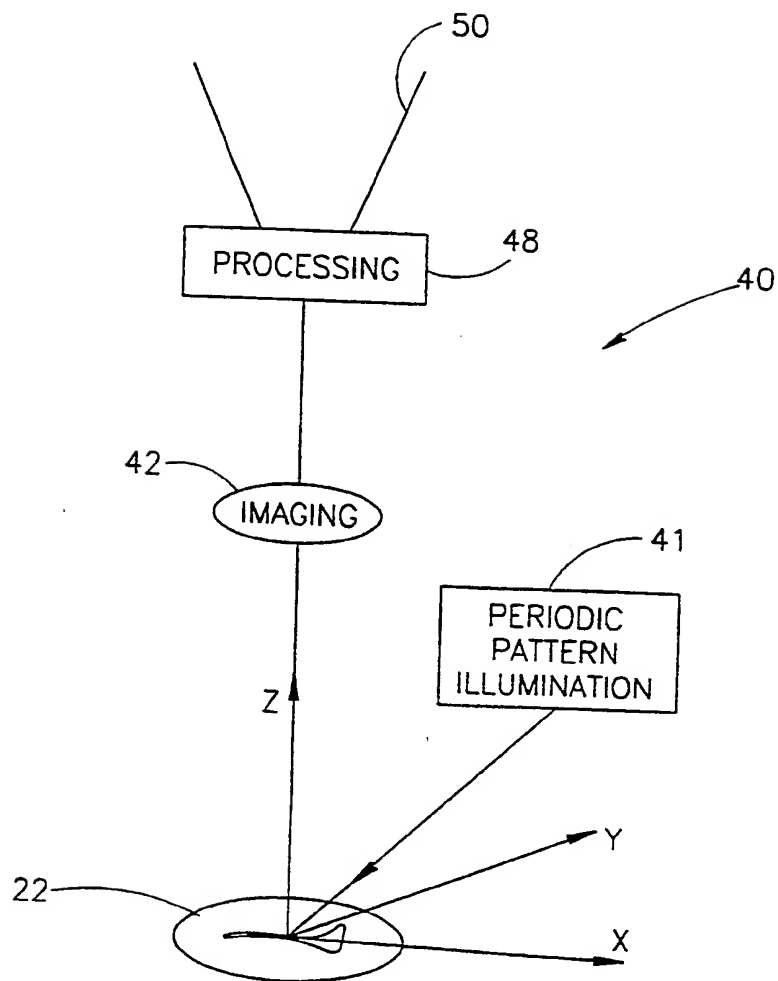 50
PROCESSING
48
40
42
IMAGING
41
PERIODIC
PATTERN
ILLUMINATION
Z
Y
22
X